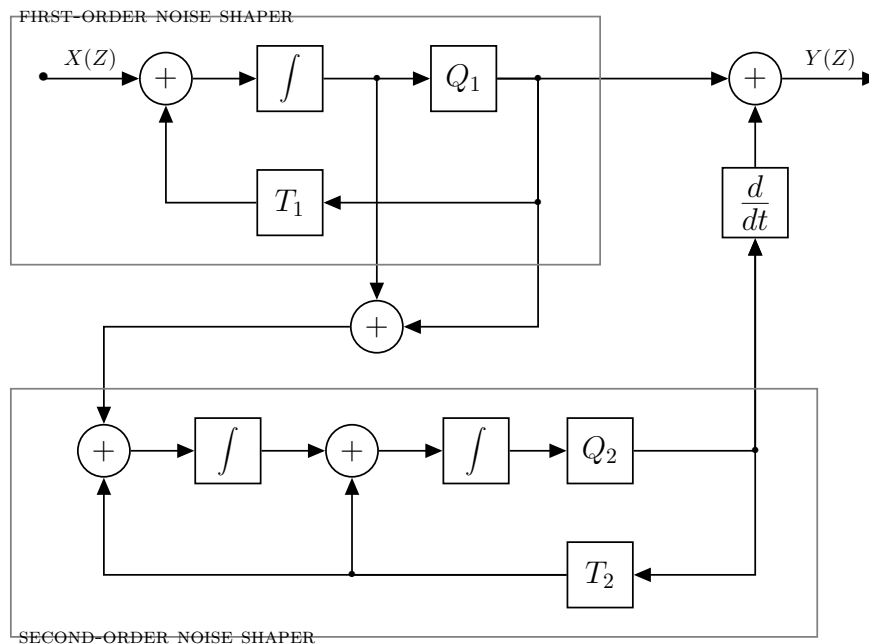 FIRST-ORDER NOISE SHAPER
X(Z) + ∫ Q₁ + Y(Z)
T₁ d/dt
+
+ ∫ + ∫ Q₂
T₂
SECOND-ORDER NOISE SHAPER